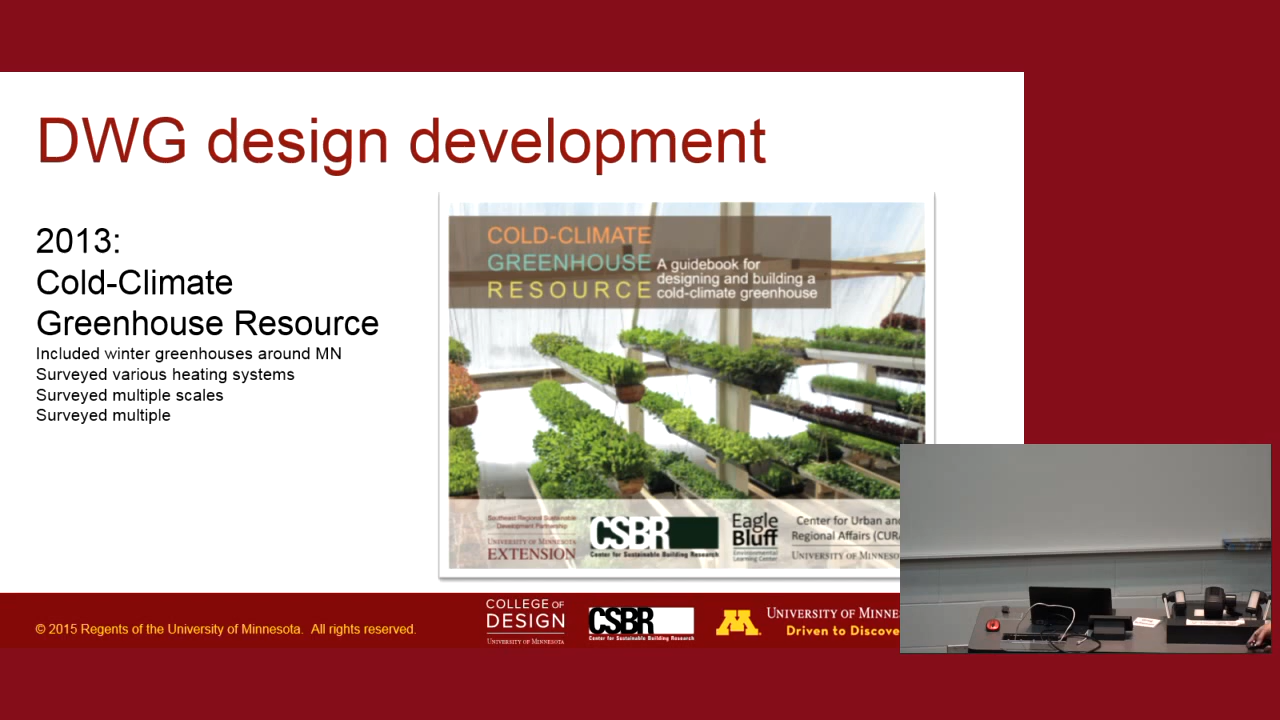 DWG design development
2013:
Cold-Climate
Greenhouse Resource
Included winter greenhouses around MN
Surveyed various heating systems
Surveyed multiple scales
Surveyed multiple
COLD-CLIMATE
GREENHOUSE
RESOURCE
A guidebook for
designing and building a
cold-climate greenhouse
Southeast Regional Sustainable
Development Partnership
UNIVERSITY OF MINNESOTA
EXTENSION
CSBR
Center for Sustainable Building Research
Eagle
Bluff
Environmental
Learning Center
Center for Urban and
Regional Affairs (CURA
UNIVERSITY OF MINNESO
© 2015 Regents of the University of Minnesota. All rights reserved.
COLLEGE OF
DESIGN
UNIVERSITY OF MINNESOTA
CSBR
Center for Sustainable Building Research
M
UNIVERSITY OF MINNE
Driven to Discove